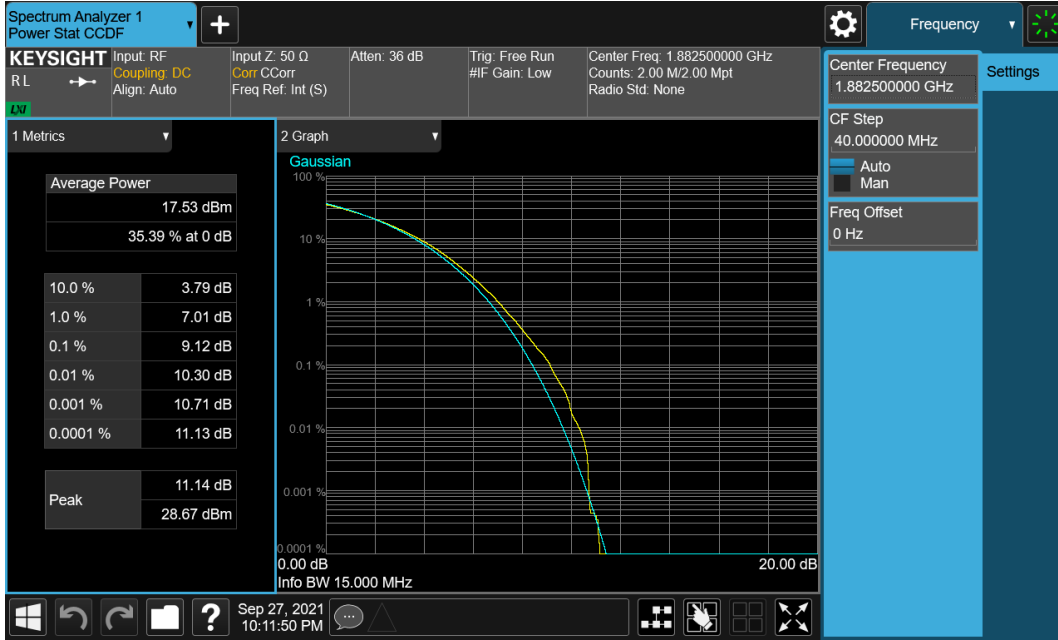 Spectrum Analyzer 1
Power Stat CCDF
Frequency
KEYSIGHT
RL
LXI
Input: RF
Coupling: DC
Align: Auto
Input Z: 50 Ω
Corr CCorr
Freq Ref: Int (S)
Atten: 36 dB
Trig: Free Run
#IF Gain: Low
Center Freq: 1.882500000 GHz
Counts: 2.00 M/2.00 Mpt
Radio Std: None
Center Frequency
1.882500000 GHz
Settings
CF Step
40.000000 MHz
Auto
Man
Freq Offset
0 Hz
1 Metrics
Average Power
17.53 dBm
35.39 % at 0 dB
10.0 % 3.79 dB
1.0 % 7.01 dB
0.1 % 9.12 dB
0.01 % 10.30 dB
0.001 % 10.71 dB
0.0001 % 11.13 dB
Peak
11.14 dB
28.67 dBm
2 Graph
Gaussian
100 %
10 %
1 %
0.1 %
0.01 %
0.001 %
0.0001 %
0.00 dB 20.00 dB
Info BW 15.000 MHz
?
Sep 27, 2021
10:11:50 PM